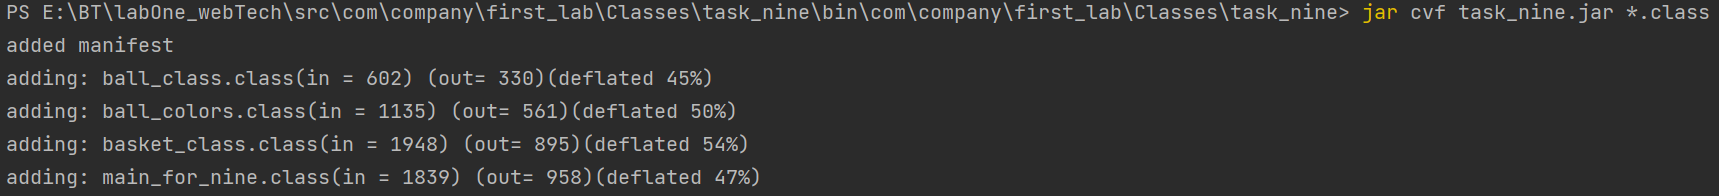 PS E:\BT\labOne_webTech\src\com\company\first_lab\Classes\task_nine\bin\com\company\first_lab\Classes\task_nine> jar cvf task_nine.jar *.class
added manifest
adding: ball_class.class(in = 602) (out= 330)(deflated 45%)
adding: ball_colors.class(in = 1135) (out= 561)(deflated 50%)
adding: basket_class.class(in = 1948) (out= 895)(deflated 54%)
adding: main_for_nine.class(in = 1839) (out= 958)(deflated 47%)